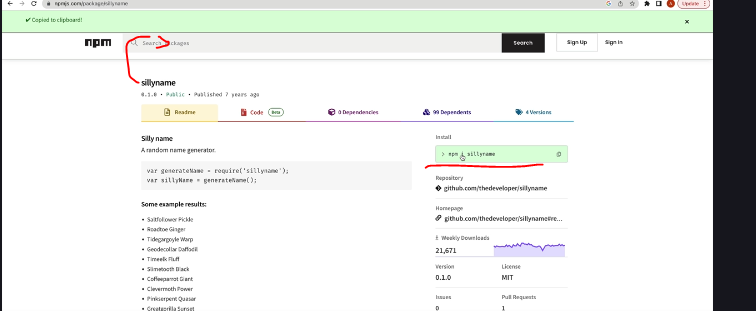 npmjs.com/package/sillyname
Update
✔ Copied to clipboard!
npm
Search packages
Search
Sign Up
Sign In
sillyname
0.1.0 • Public • Published 7 years ago
Readme
Code Beta
0 Dependencies
99 Dependents
4 Versions
Silly name
A random name generator.
var generateName = require('sillyname');
var sillyName = generateName();
Some example results:
• Saltflower Pickle
• Roadtoe Ginger
• Tidegargoyle Warp
• Geodecollar Daffodil
• Timeelk Fluff
• Slimetooth Black
• Coffeeparrot Giant
• Clevermoth Power
• Pinkserpent Quasar
• Greatgorilla Sunset
Install
> npm i sillyname
Repository
github.com/thedeveloper/sillyname
Homepage
github.com/thedeveloper/sillyname#re...
Weekly Downloads
21,671
Version
0.1.0
License
MIT
Issues
0
Pull Requests
1